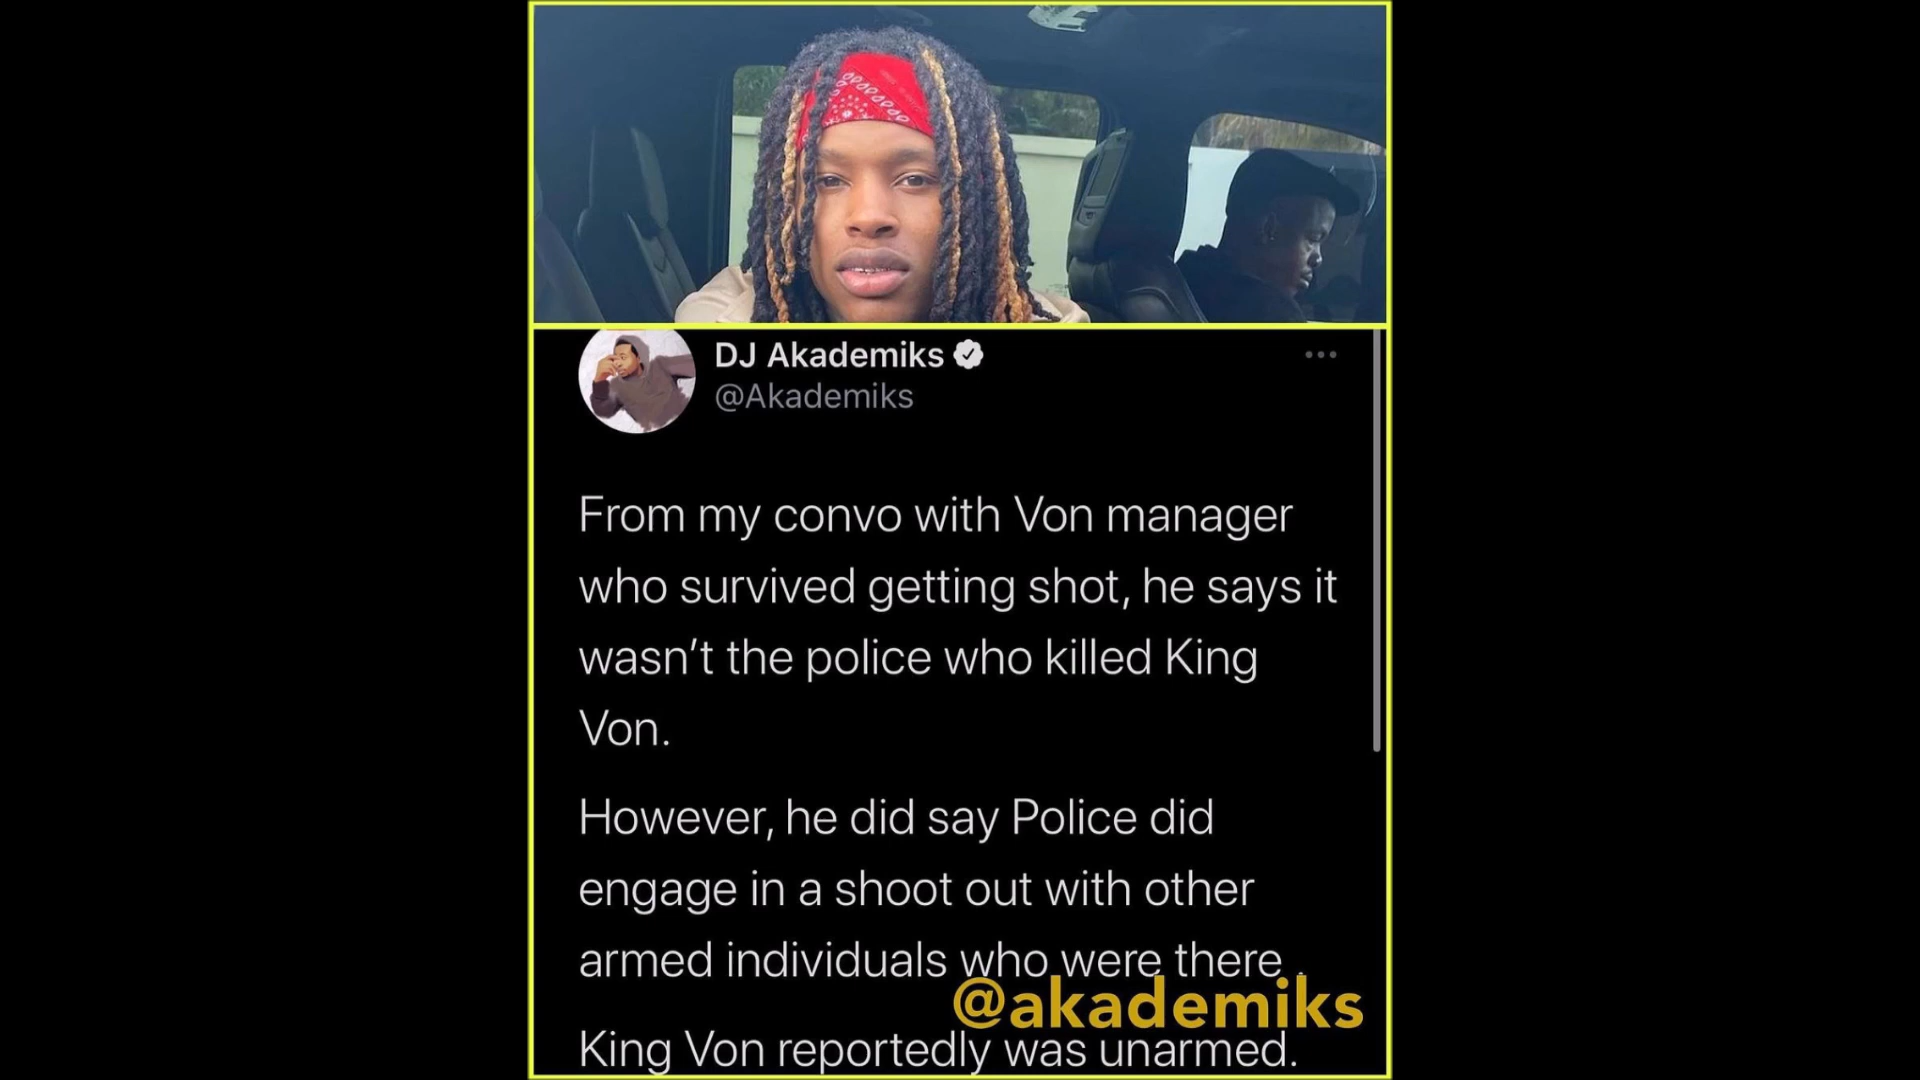 DJ Akademiks
@Akademiks
From my convo with Von manager
who survived getting shot, he says it
wasn't the police who killed King
Von.
However, he did say Police did
engage in a shoot out with other
armed individuals who were there .
@akademiks
King Von reportedly was unarmed.